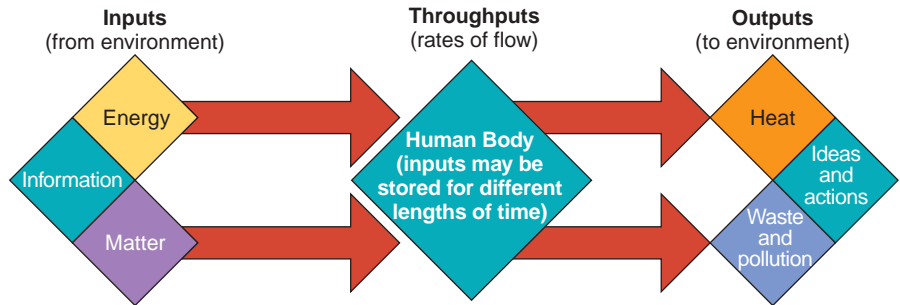 Inputs
(from environment)
Throughputs
(rates of flow)
Outputs
(to environment)
Energy
Information
Matter
Human Body
(inputs may be
stored for different
lengths of time)
Heat
Ideas
and
actions
Waste
and
pollution